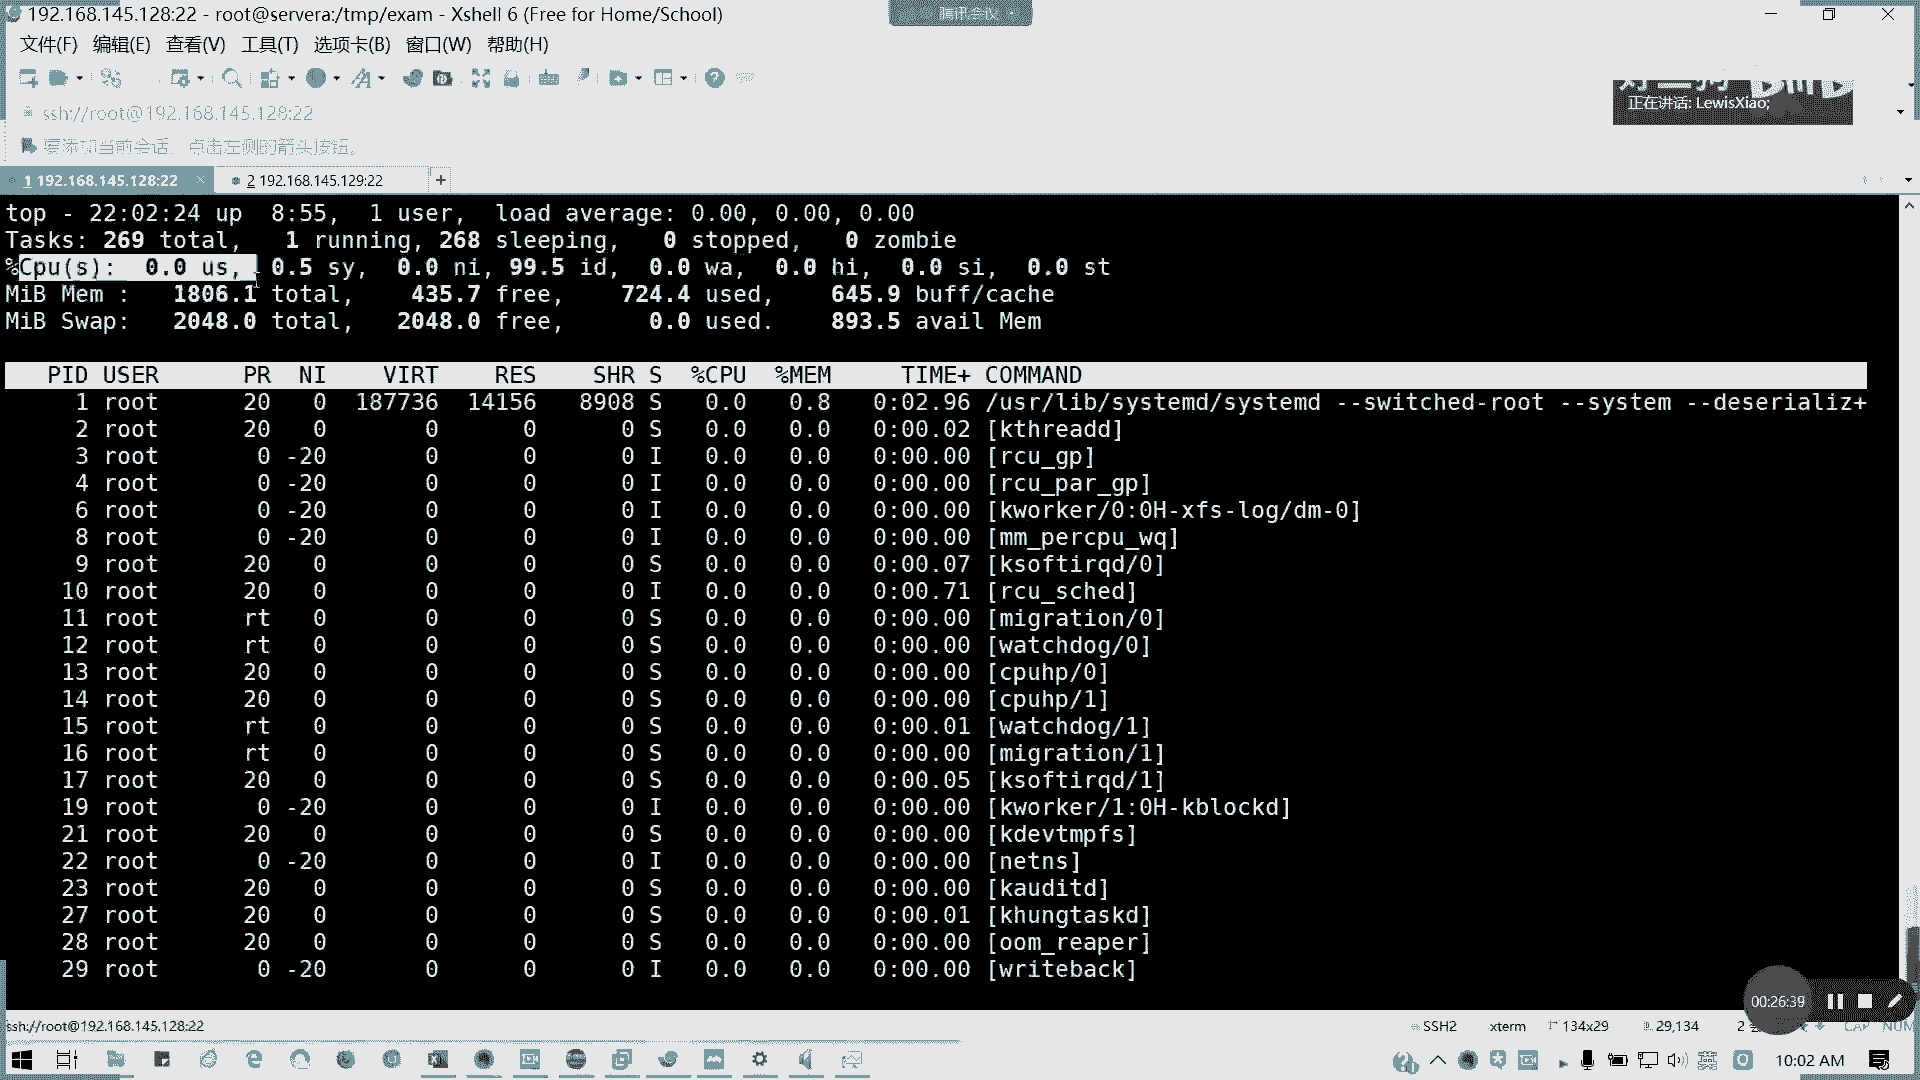 192.168.145.128:22 - root@servera:/tmp/exam - Xshell 6 (Free for Home/School)
腾讯会议
文件(F) 编辑(E) 查看(V) 工具(T) 选项卡(B) 窗口(W) 帮助(H)
正在讲话: LewisXiao;
ssh://root@192.168.145.128:22
要添加当前会话，点击左侧的箭头按钮。
1 192.168.145.128:22 × 2 192.168.145.129:22 +
top - 22:02:24 up  8:55,  1 user,  load average: 0.00, 0.00, 0.00
Tasks: 269 total,   1 running, 268 sleeping,   0 stopped,   0 zombie
%Cpu(s):  0.0 us,  0.5 sy,  0.0 ni, 99.5 id,  0.0 wa,  0.0 hi,  0.0 si,  0.0 st
MiB Mem :   1806.1 total,    435.7 free,    724.4 used,    645.9 buff/cache
MiB Swap:   2048.0 total,   2048.0 free,      0.0 used.    893.5 avail Mem
PID USER      PR  NI    VIRT    RES    SHR S  %CPU  %MEM     TIME+ COMMAND
1 root      20   0  187736  14156   8908 S   0.0   0.8   0:02.96 /usr/lib/systemd/systemd --switched-root --system --deserializ+
2 root      20   0       0      0      0 S   0.0   0.0   0:00.02 [kthreadd]
3 root       0 -20       0      0      0 I   0.0   0.0   0:00.00 [rcu_gp]
4 root       0 -20       0      0      0 I   0.0   0.0   0:00.00 [rcu_par_gp]
6 root       0 -20       0      0      0 I   0.0   0.0   0:00.00 [kworker/0:0H-xfs-log/dm-0]
8 root       0 -20       0      0      0 I   0.0   0.0   0:00.00 [mm_percpu_wq]
9 root      20   0       0      0      0 S   0.0   0.0   0:00.07 [ksoftirqd/0]
10 root      20   0       0      0      0 I   0.0   0.0   0:00.71 [rcu_sched]
11 root      rt   0       0      0      0 S   0.0   0.0   0:00.00 [migration/0]
12 root      rt   0       0      0      0 S   0.0   0.0   0:00.00 [watchdog/0]
13 root      20   0       0      0      0 S   0.0   0.0   0:00.00 [cpuhp/0]
14 root      20   0       0      0      0 S   0.0   0.0   0:00.00 [cpuhp/1]
15 root      rt   0       0      0      0 S   0.0   0.0   0:00.01 [watchdog/1]
16 root      rt   0       0      0      0 S   0.0   0.0   0:00.00 [migration/1]
17 root      20   0       0      0      0 S   0.0   0.0   0:00.05 [ksoftirqd/1]
19 root       0 -20       0      0      0 I   0.0   0.0   0:00.00 [kworker/1:0H-kblockd]
21 root      20   0       0      0      0 S   0.0   0.0   0:00.00 [kdevtmpfs]
22 root       0 -20       0      0      0 I   0.0   0.0   0:00.00 [netns]
23 root      20   0       0      0      0 S   0.0   0.0   0:00.00 [kauditd]
27 root      20   0       0      0      0 S   0.0   0.0   0:00.01 [khungtaskd]
28 root      20   0       0      0      0 S   0.0   0.0   0:00.00 [oom_reaper]
29 root       0 -20       0      0      0 I   0.0   0.0   0:00.00 [writeback]
00:26:39
ssh://root@192.168.145.128:22 SSH2 xterm 134x29 29,134 2 CAP NUM
英 10:02 AM